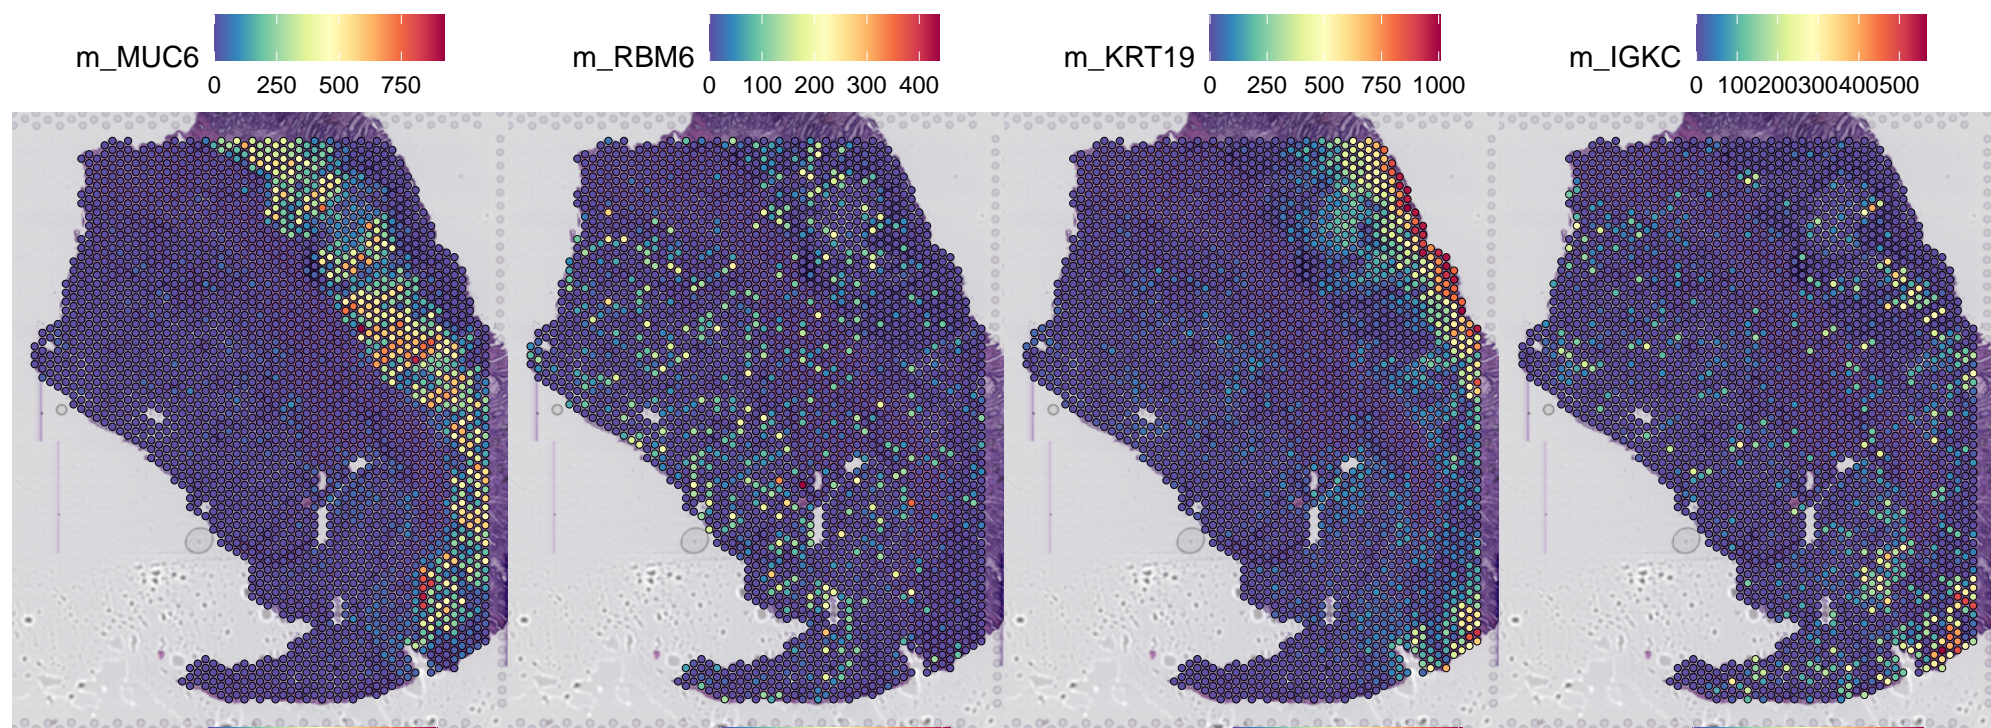 m_MUC6 0 250 500 750
m_RBM6 0 100 200 300 400
m_KRT19 0 250 500 750 1000
m_IGKC 0 100200300400500